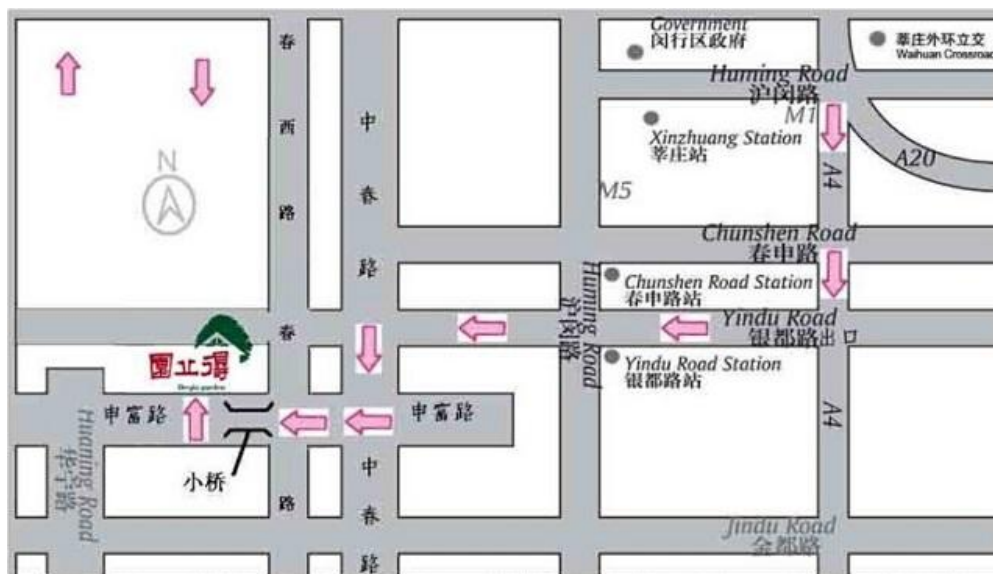 Government
闵行区政府
莘庄外环立交
Waihuan Crossroad
Huming Road
沪闵路
M1
Xinzhuang Station
莘庄站
M5
A20
A4
N
春西路
中春路
Chunshen Road
春申路
Chunshen Road Station
春申路站
Huming Road
沪闵路
Yindu Road
银都路出口
Yindu Road Station
银都路站
春
申富路
申富路
A4
小桥
Huaning Road
华宁路
路
中春路
Jindu Road
金都路